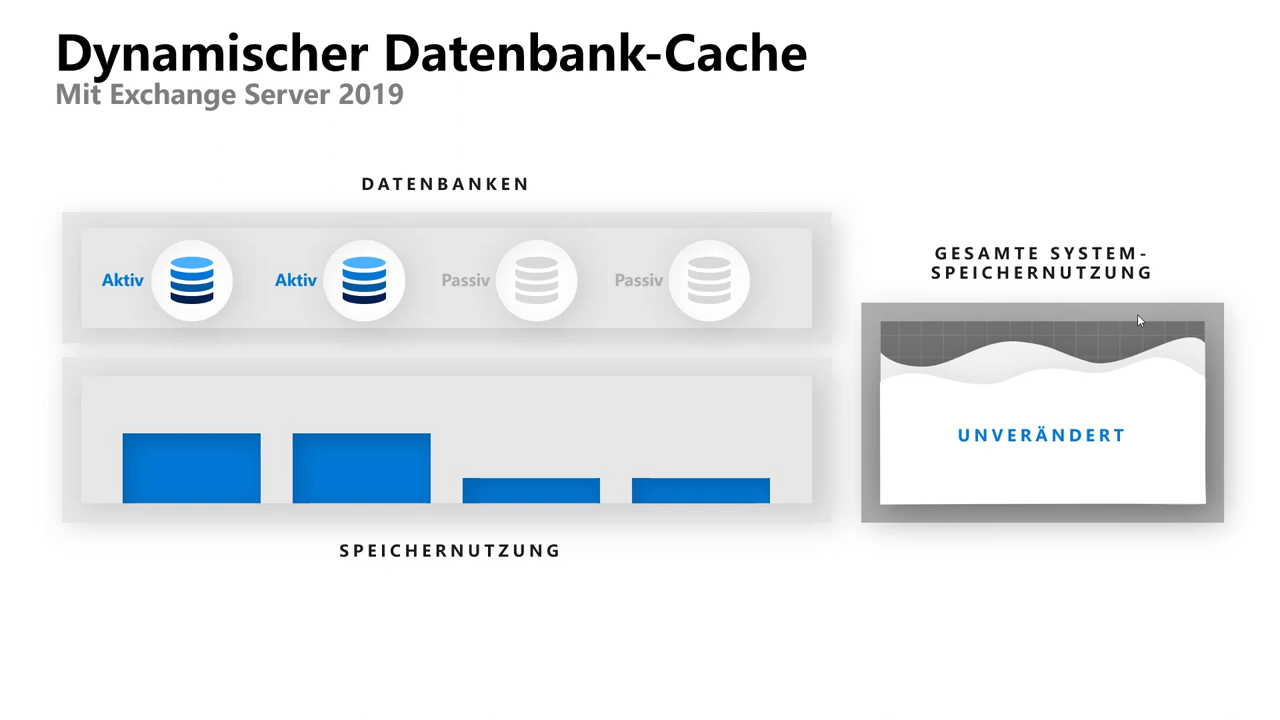 Dynamischer Datenbank-Cache
Mit Exchange Server 2019
DATENBANKEN
Aktiv
Aktiv
Passiv
Passiv
SPEICHERNUTZUNG
GESAMTE SYSTEM-
SPEICHERNUTZUNG
UNVERÄNDERT